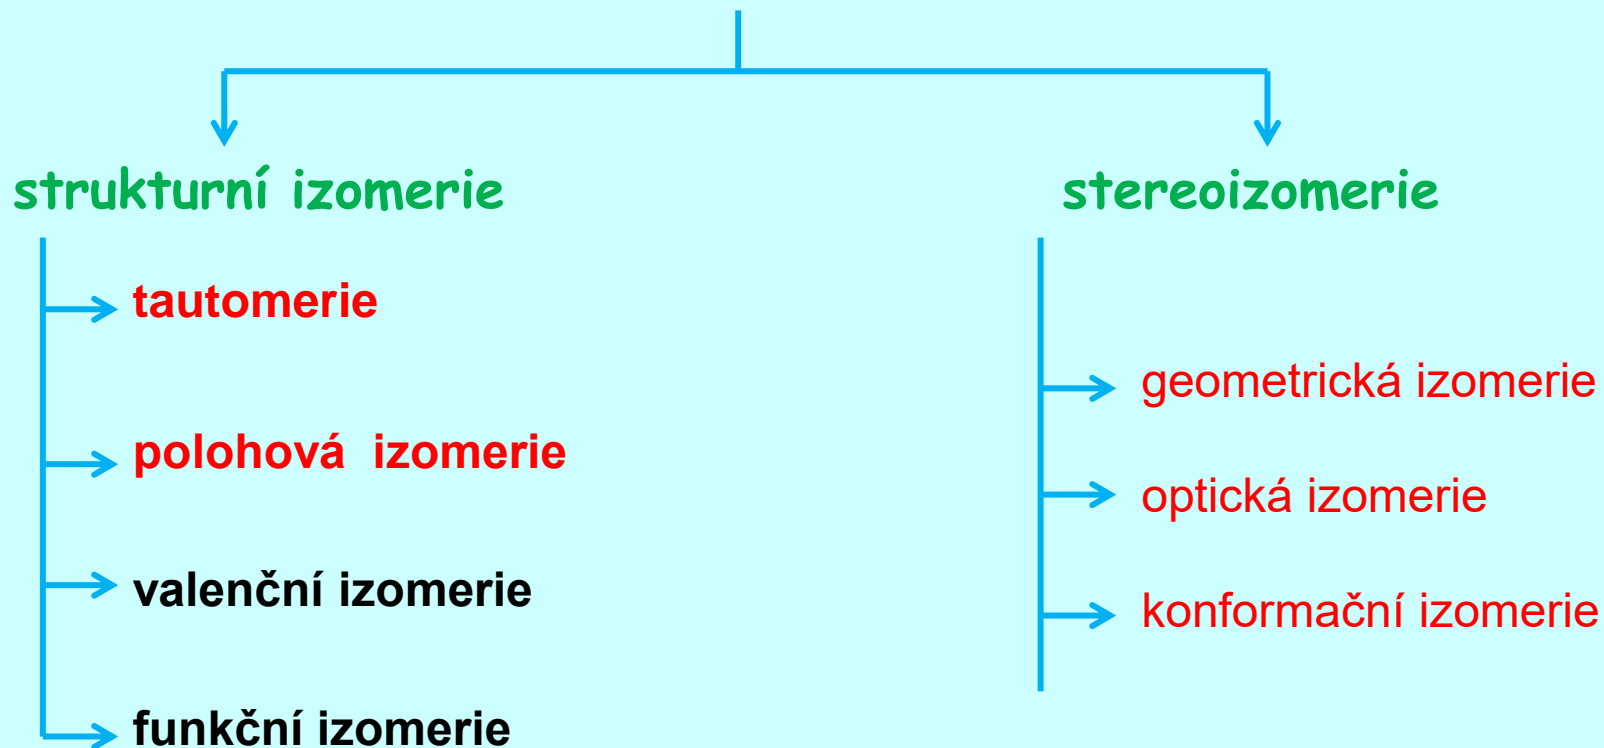 strukturní izomerie
tautomerie
polohová izomerie
valenční izomerie
funkční izomerie
stereoizomerie
geometrická izomerie
optická izomerie
konformační izomerie